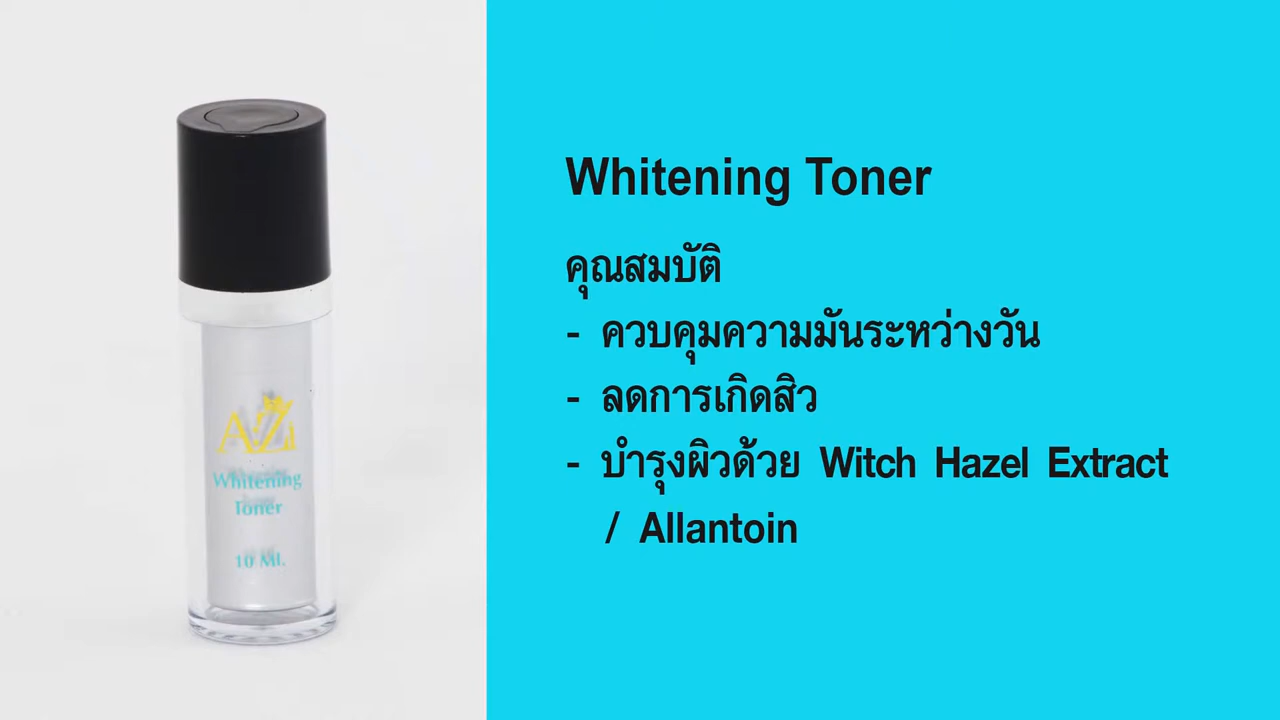 AZ
Whitening
Toner
10 ML.
Whitening Toner
คุณสมบัติ
- ควบคุมความมันระหว่างวัน
- ลดการเกิดสิว
- บำรุงผิวด้วย Witch Hazel Extract
/ Allantoin